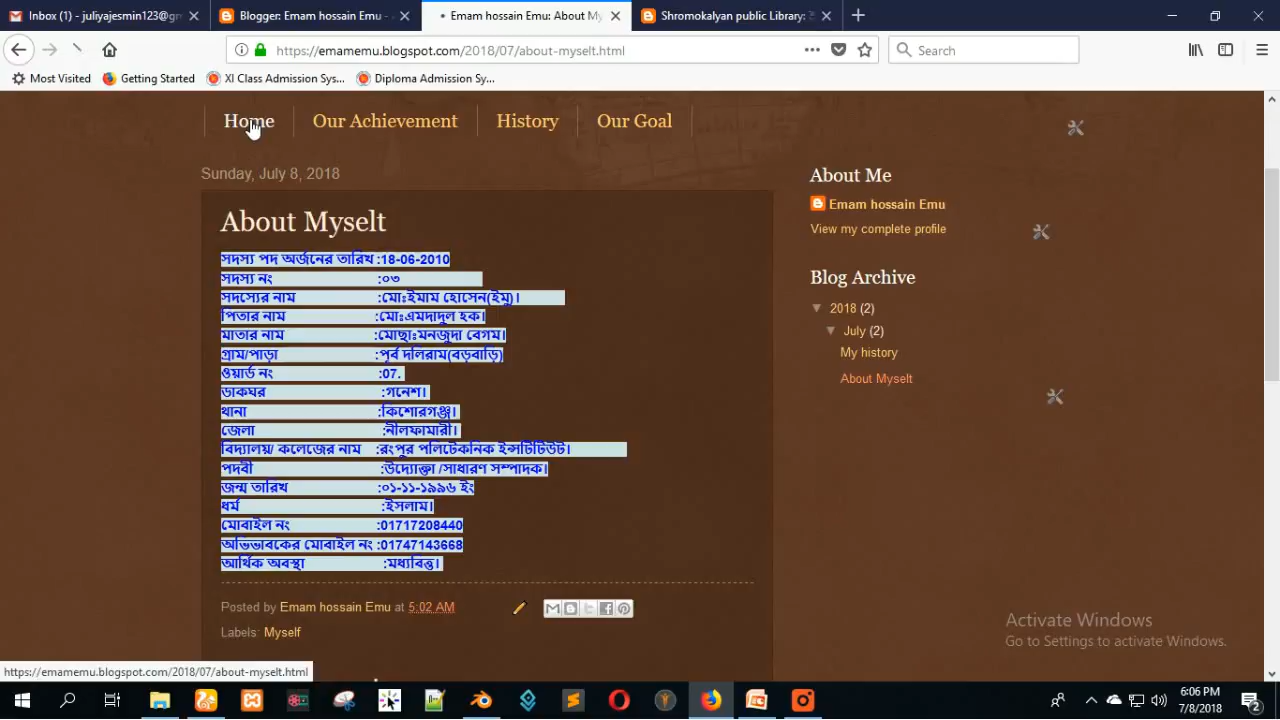 Inbox (1) - juliyajesmin123@gm
Blogger: Emam hossain Emu -
Emam hossain Emu: About My
Shromokalyan public Library:
https://emamemu.blogspot.com/2018/07/about-myselt.html
Search
Most Visited
Getting Started
XI Class Admission Sys...
Diploma Admission Sy...
Home
Our Achievement
History
Our Goal
Sunday, July 8, 2018
About Myselt
সদস্য পদ অর্জনের তারিখ :18-06-2010
সদস্য নং :০৩
সদস্যের নাম :মোঃইমাম হোসেন(ইমু)।
পিতার নাম :মোঃএমদাদুল হক।
মাতার নাম :মোছাঃমনজুদা বেগম।
গ্রাম/পাড়া :পূর্ব দলিরাম(বড়বাড়ি)
ওয়ার্ড নং :07.
ডাকঘর :গনেশ।
থানা :কিশোরগঞ্জ।
জেলা :নীলফামারী।
বিদ্যালয়/ কলেজের নাম :রংপুর পলিটেকনিক ইন্সটিটিউট।
পদবী :উদ্যোক্তা /সাধারণ সম্পাদক।
জন্ম তারিখ :০১-১১-১৯৯৬ ইং
ধর্ম :ইসলাম।
মোবাইল নং :01717208440
অভিভাবকের মোবাইল নং :01747143668
আর্থিক অবস্থা :মধ্যবিত্ত।
Posted by Emam hossain Emu at 5:02 AM
Labels: Myself
About Me
Emam hossain Emu
View my complete profile
Blog Archive
2018 (2)
July (2)
My history
About Myselt
Activate Windows
Go to Settings to activate Windows.
https://emamemu.blogspot.com/2018/07/about-myselt.html
6:06 PM
7/8/2018
2